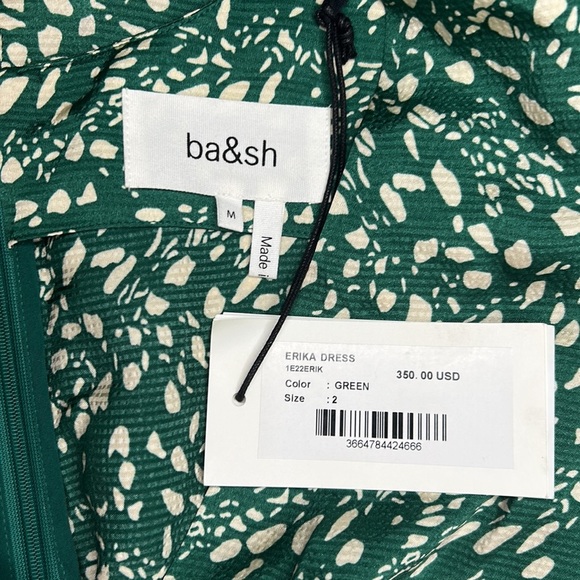 ba&sh
M
Made i
ERIKA DRESS
350.00 USD
1E22ERIK
Color : GREEN
Size : 2
3664784424666